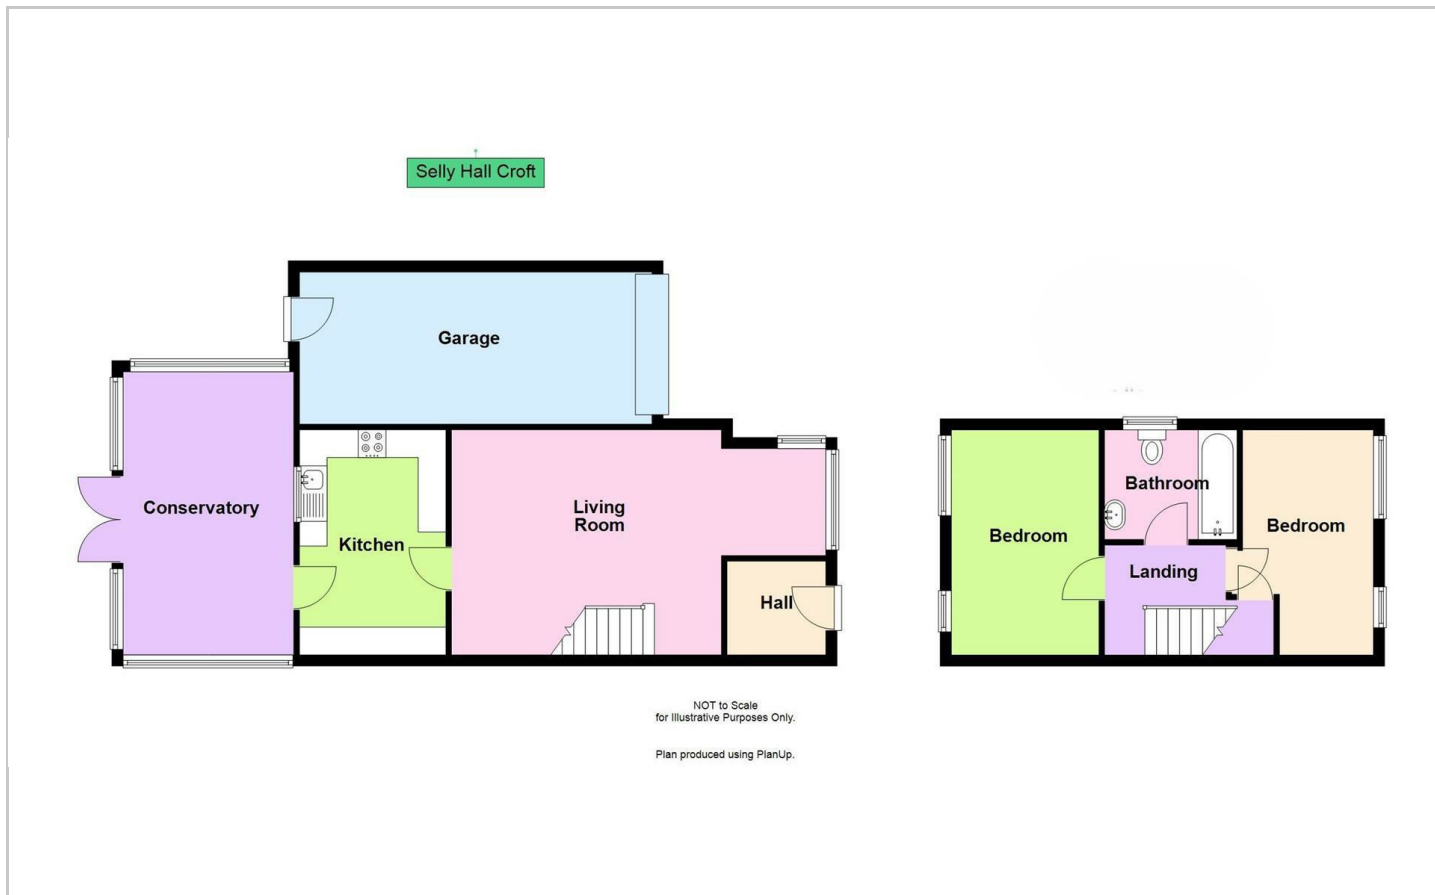 Selly Hall Croft
Garage
Conservatory
Kitchen
Living
Room
Hall
Bedroom
Bathroom
Landing
Bedroom
NOT to Scale
for Illustrative Purposes Only.
Plan produced using PlanUp.